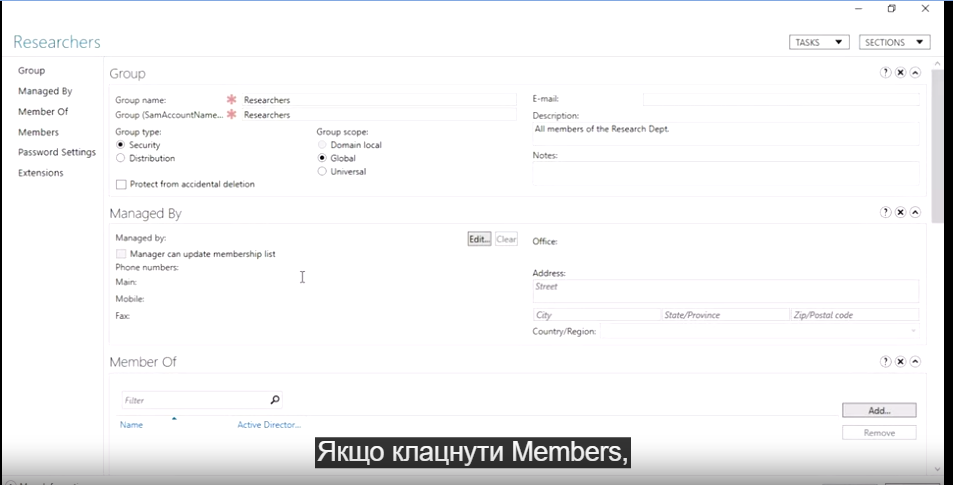 Researchers
TASKS
SECTIONS
Group
Managed By
Member Of
Members
Password Settings
Extensions
Group
Group name:
Researchers
Group (SamAccountName...
Researchers
Group type:
Security
Distribution
Group scope:
Domain local
Global
Universal
Protect from accidental deletion
E-mail:
Description:
All members of the Research Dept.
Notes:
Managed By
Managed by:
Edit...
Clear
Manager can update membership list
Phone numbers:
Main:
Mobile:
Fax:
Office:
Address:
Street
City
State/Province
Zip/Postal code
Country/Region:
Member Of
Filter
Name
Active Director...
Add...
Remove
Якщо клацнути Members,